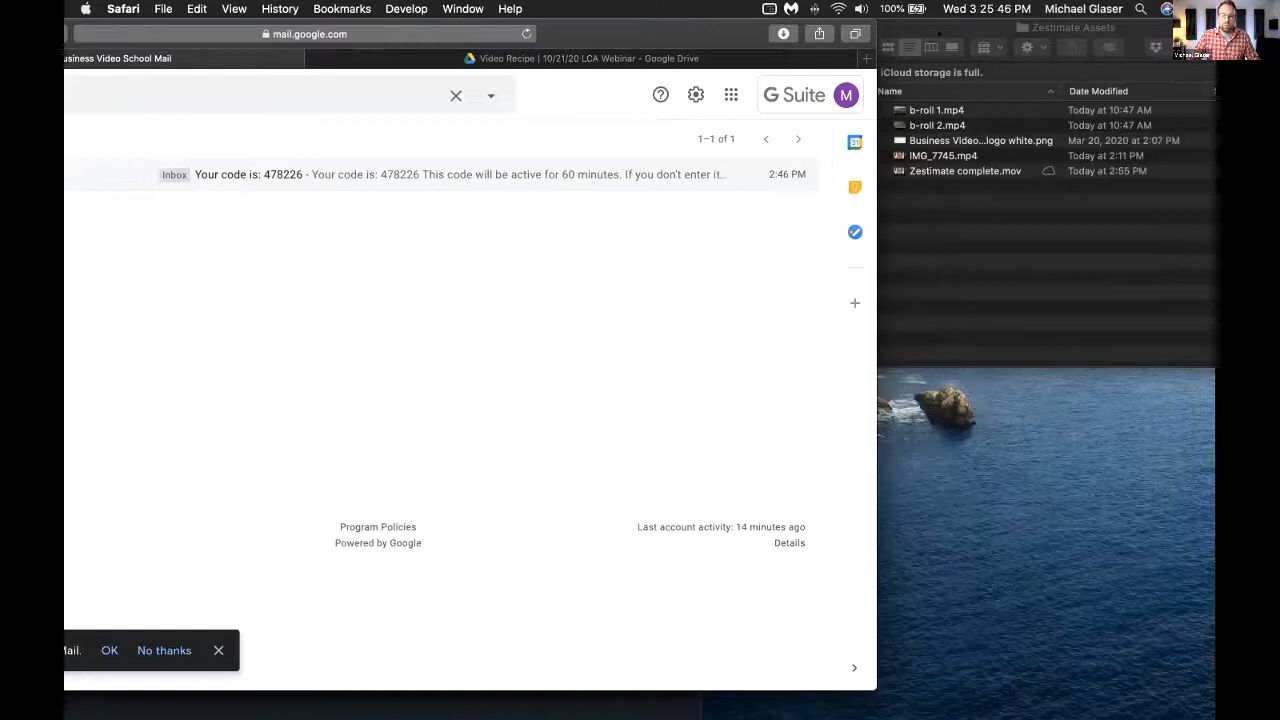 Safari File Edit View History Bookmarks Develop Window Help 100% Wed 3 25 46 PM Michael Glaser
mail.google.com
usiness Video School Mail
Video Recipe | 10/21/20 LCA Webinar - Google Drive
G Suite M
1–1 of 1
31
Inbox Your code is: 478226 - Your code is: 478226 This code will be active for 60 minutes. If you don't enter it... 2:46 PM
Program Policies
Powered by Google
Last account activity: 14 minutes ago
Details
Mail. OK No thanks
Zestimate Assets
iCloud storage is full.
Name Date Modified
b-roll 1.mp4 Today at 10:47 AM
b-roll 2.mp4 Today at 10:47 AM
Business Video...logo white.png Mar 20, 2020 at 2:07 PM
IMG_7745.mp4 Today at 2:11 PM
Zestimate complete.mov Today at 2:55 PM
Michael Glaser